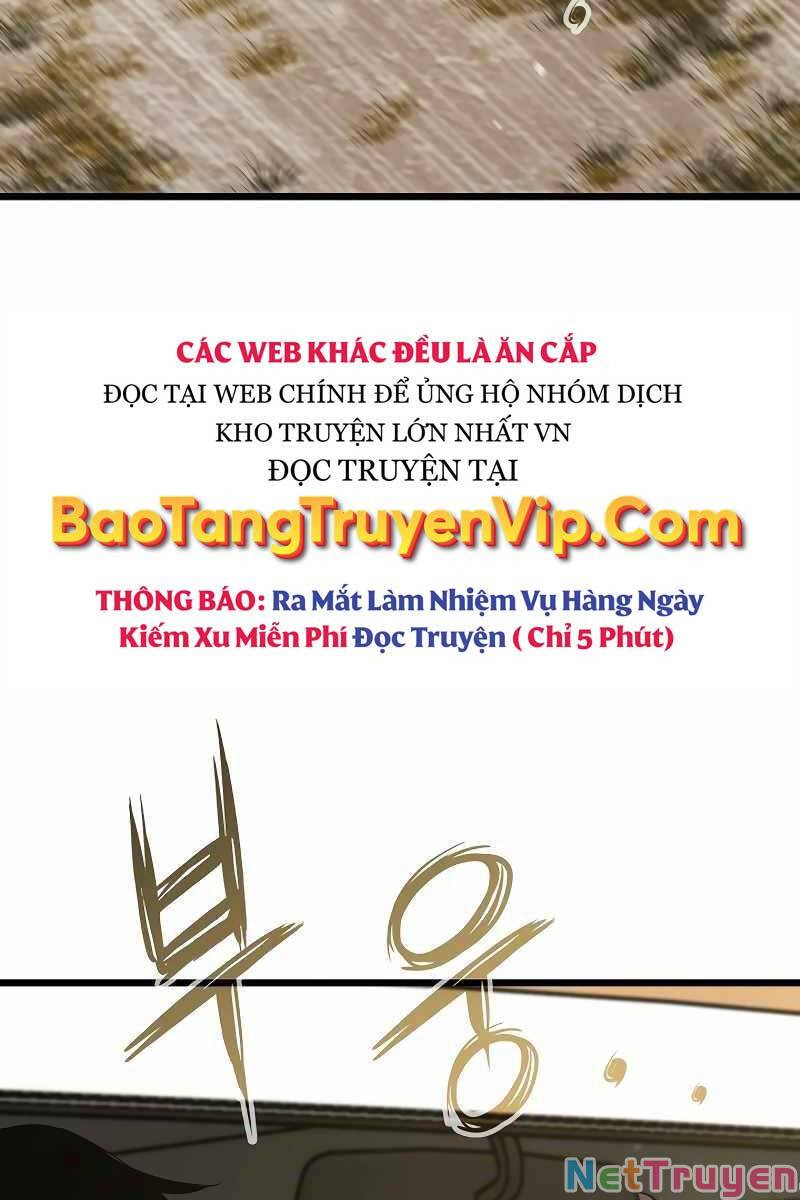 CÁC WEB KHÁC ĐỀU LÀ ĂN CẮP
ĐỌC TẠI WEB CHÍNH ĐỂ ỦNG HỘ NHÓM DỊCH
KHO TRUYỆN LỚN NHẤT VN
ĐỌC TRUYỆN TẠI
BaoTangTruyenVip.Com
THÔNG BÁO: Ra Mắt Làm Nhiệm Vụ Hàng Ngày
Kiếm Xu Miễn Phí Đọc Truyện ( Chỉ 5 Phút)
부웅...
NetTruyen